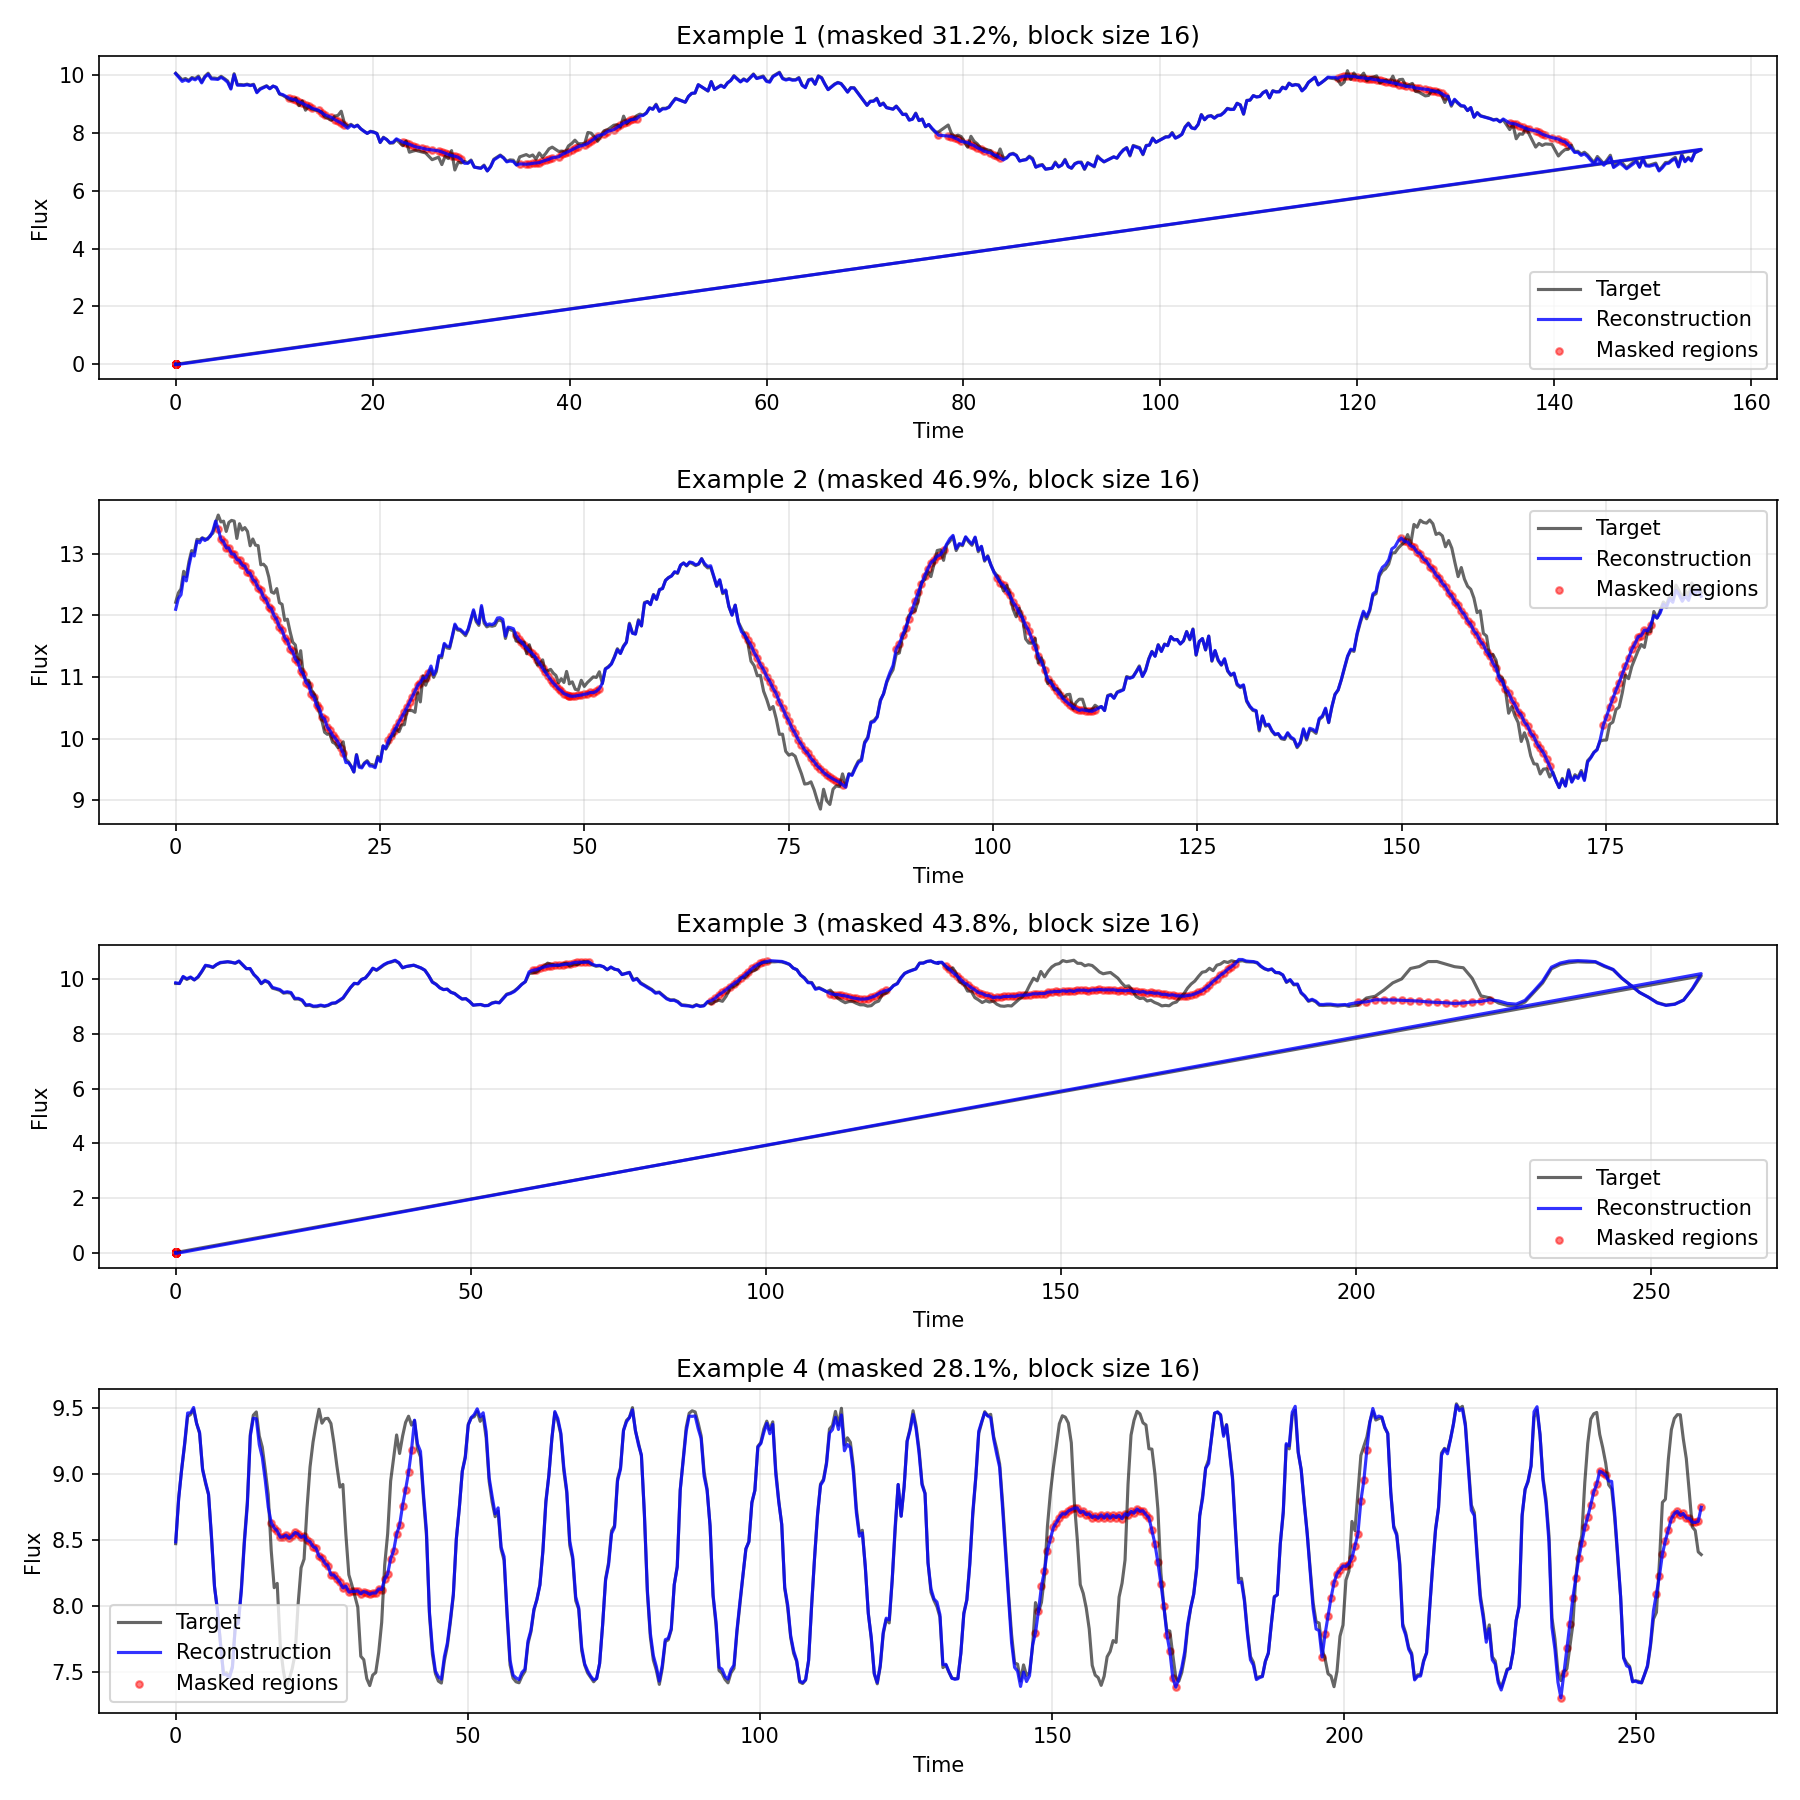 Example 1 (masked 31.2%, block size 16)
10
8
6
4
2
0
Flux
Target
Reconstruction
Masked regions
0 20 40 60 80 100 120 140 160
Time
Example 2 (masked 46.9%, block size 16)
13
12
11
10
9
Flux
Target
Reconstruction
Masked regions
0 25 50 75 100 125 150 175
Time
Example 3 (masked 43.8%, block size 16)
10
8
6
4
2
0
Flux
Target
Reconstruction
Masked regions
0 50 100 150 200 250
Time
Example 4 (masked 28.1%, block size 16)
9.5
9.0
8.5
8.0
7.5
Flux
Target
Reconstruction
Masked regions
0 50 100 150 200 250
Time